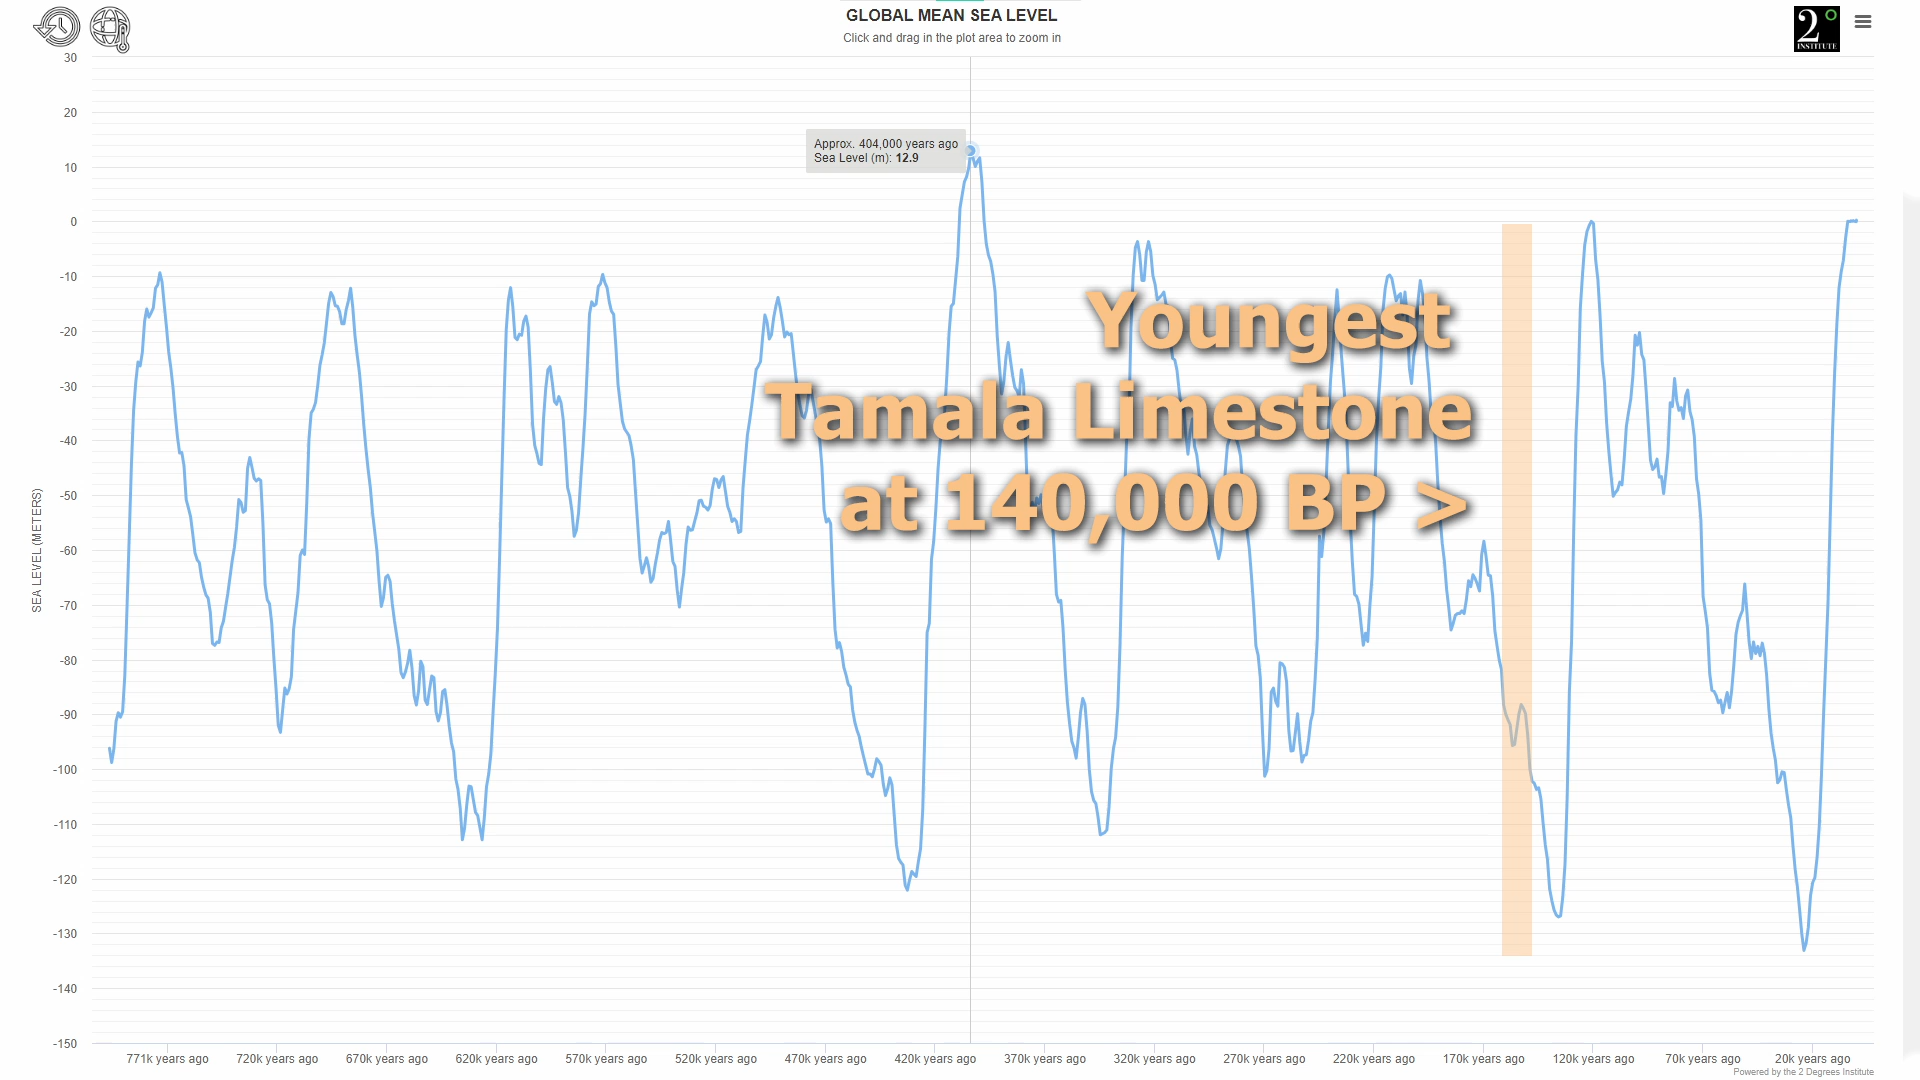 GLOBAL MEAN SEA LEVEL
Click and drag in the plot area to zoom in
2°
INSTITUTE
30
20
10
0
-10
-20
-30
-40
-50
-60
-70
-80
-90
-100
-110
-120
-130
-140
-150
SEA LEVEL (METERS)
Approx. 404,000 years ago
Sea Level (m): 12.9
Youngest
Tamala Limestone
at 140,000 BP >
771k years ago
720k years ago
670k years ago
620k years ago
570k years ago
520k years ago
470k years ago
420k years ago
370k years ago
320k years ago
270k years ago
220k years ago
170k years ago
120k years ago
70k years ago
20k years ago
Powered by the 2 Degrees Institute